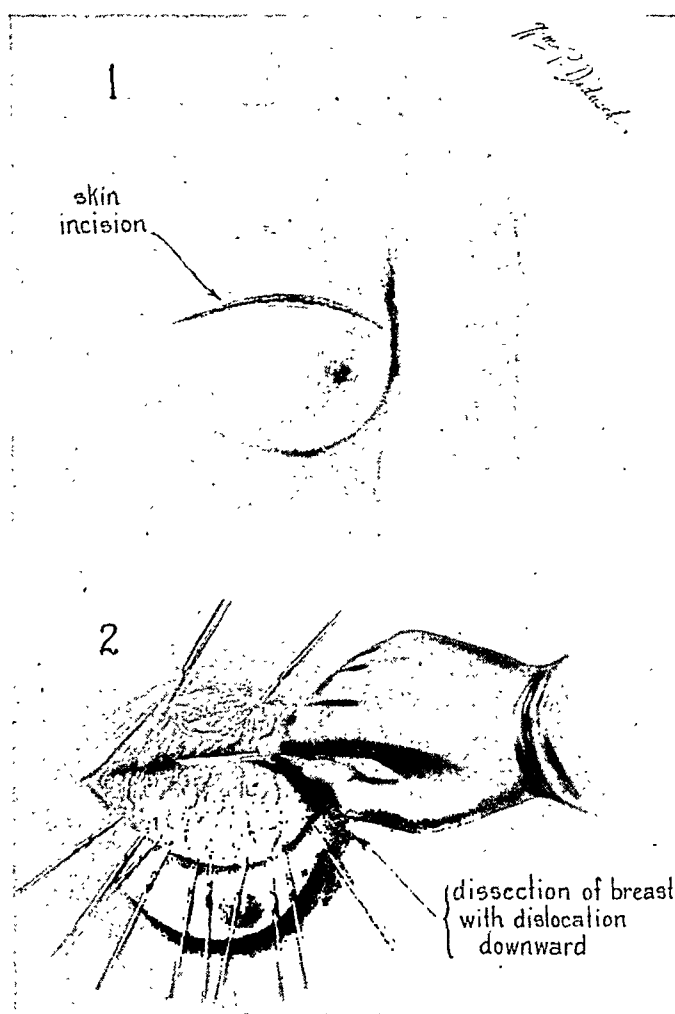 1
skin
incision
2
dissection of breast
with dislocation
downward